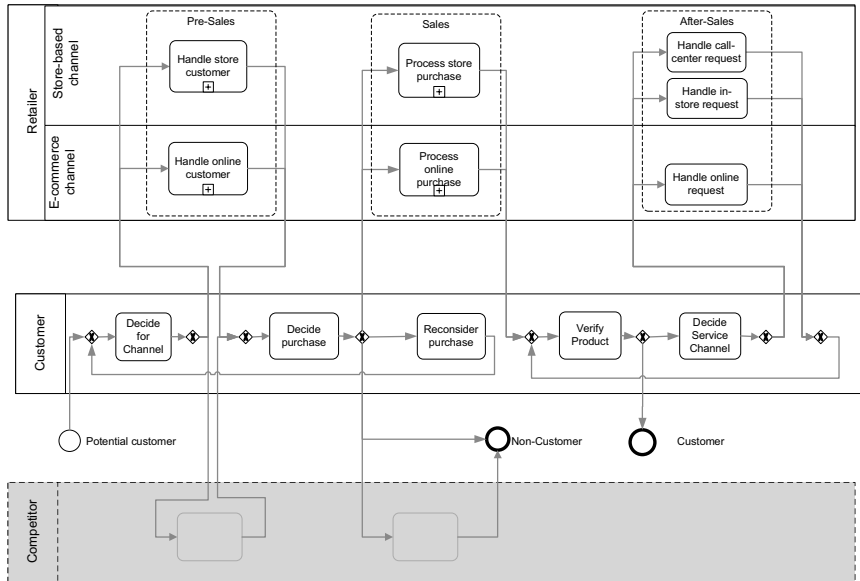 Pre-Sales
Sales
After-Sales
Retailer
Store-based
channel
Handle store
customer
Process store
purchase
Handle call-
center request
Handle in-
store request
E-commerce
channel
Handle online
customer
Process
online
purchase
Handle online
request
Customer
Decide
for
Channel
Decide
purchase
Reconsider
purchase
Verify
Product
Decide
Service
Channel
Potential customer
Non-Customer
Customer
Competitor